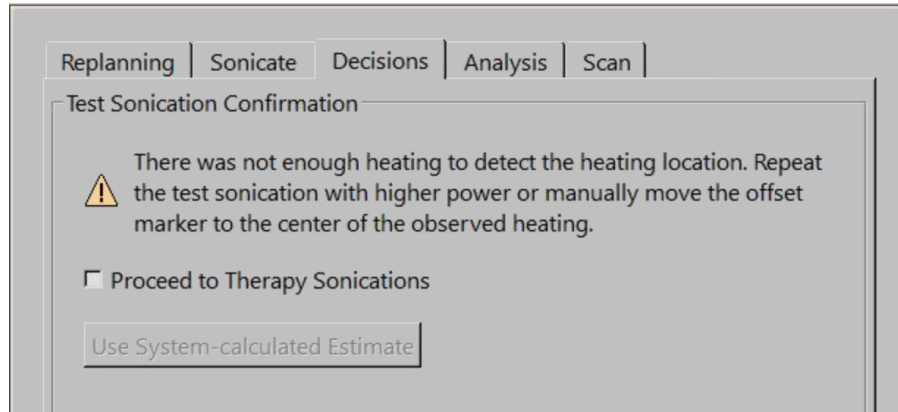 Replanning Sonicate Decisions Analysis Scan
Test Sonication Confirmation
There was not enough heating to detect the heating location. Repeat
the test sonication with higher power or manually move the offset
marker to the center of the observed heating.
Proceed to Therapy Sonications
Use System-calculated Estimate